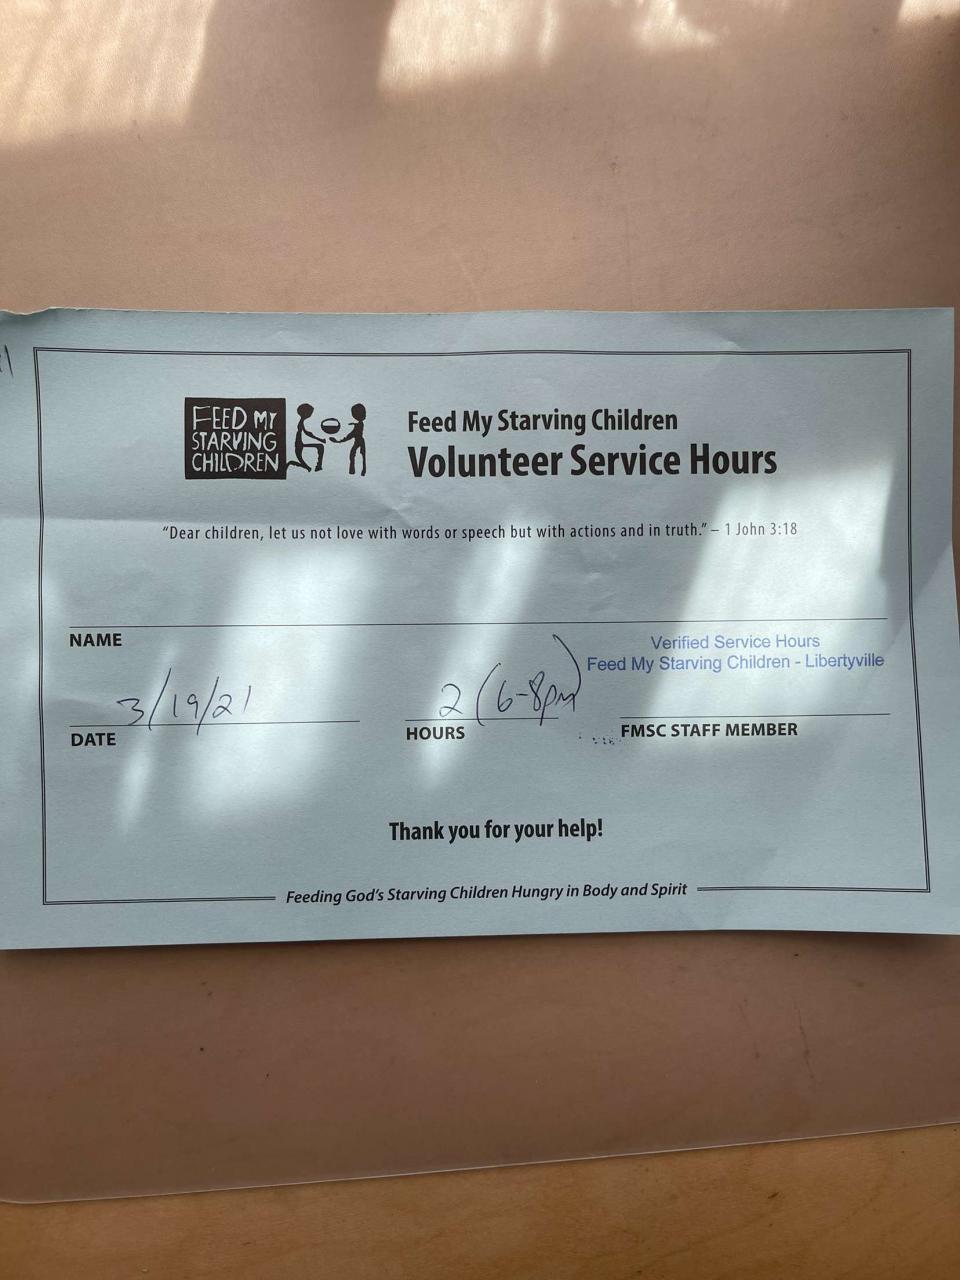 FEED MY
STARVING
CHILDREN
Feed My Starving Children
Volunteer Service Hours
“Dear children, let us not love with words or speech but with actions and in truth.” – 1 John 3:18
NAME
Verified Service Hours
Feed My Starving Children - Libertyville
3/19/21
2 (6-8pm)
DATE
HOURS
FMSC STAFF MEMBER
Thank you for your help!
Feeding God’s Starving Children Hungry in Body and Spirit